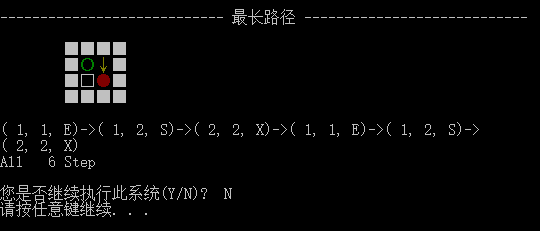 ---------------------------- 最长路径 ----------------------------
( 1, 1, E)->( 1, 2, S)->( 2, 2, X)->( 1, 1, E)->( 1, 2, S)->
( 2, 2, X)
All   6 Step
您是否继续执行此系统(Y/N)?  N
请按任意键继续. . .